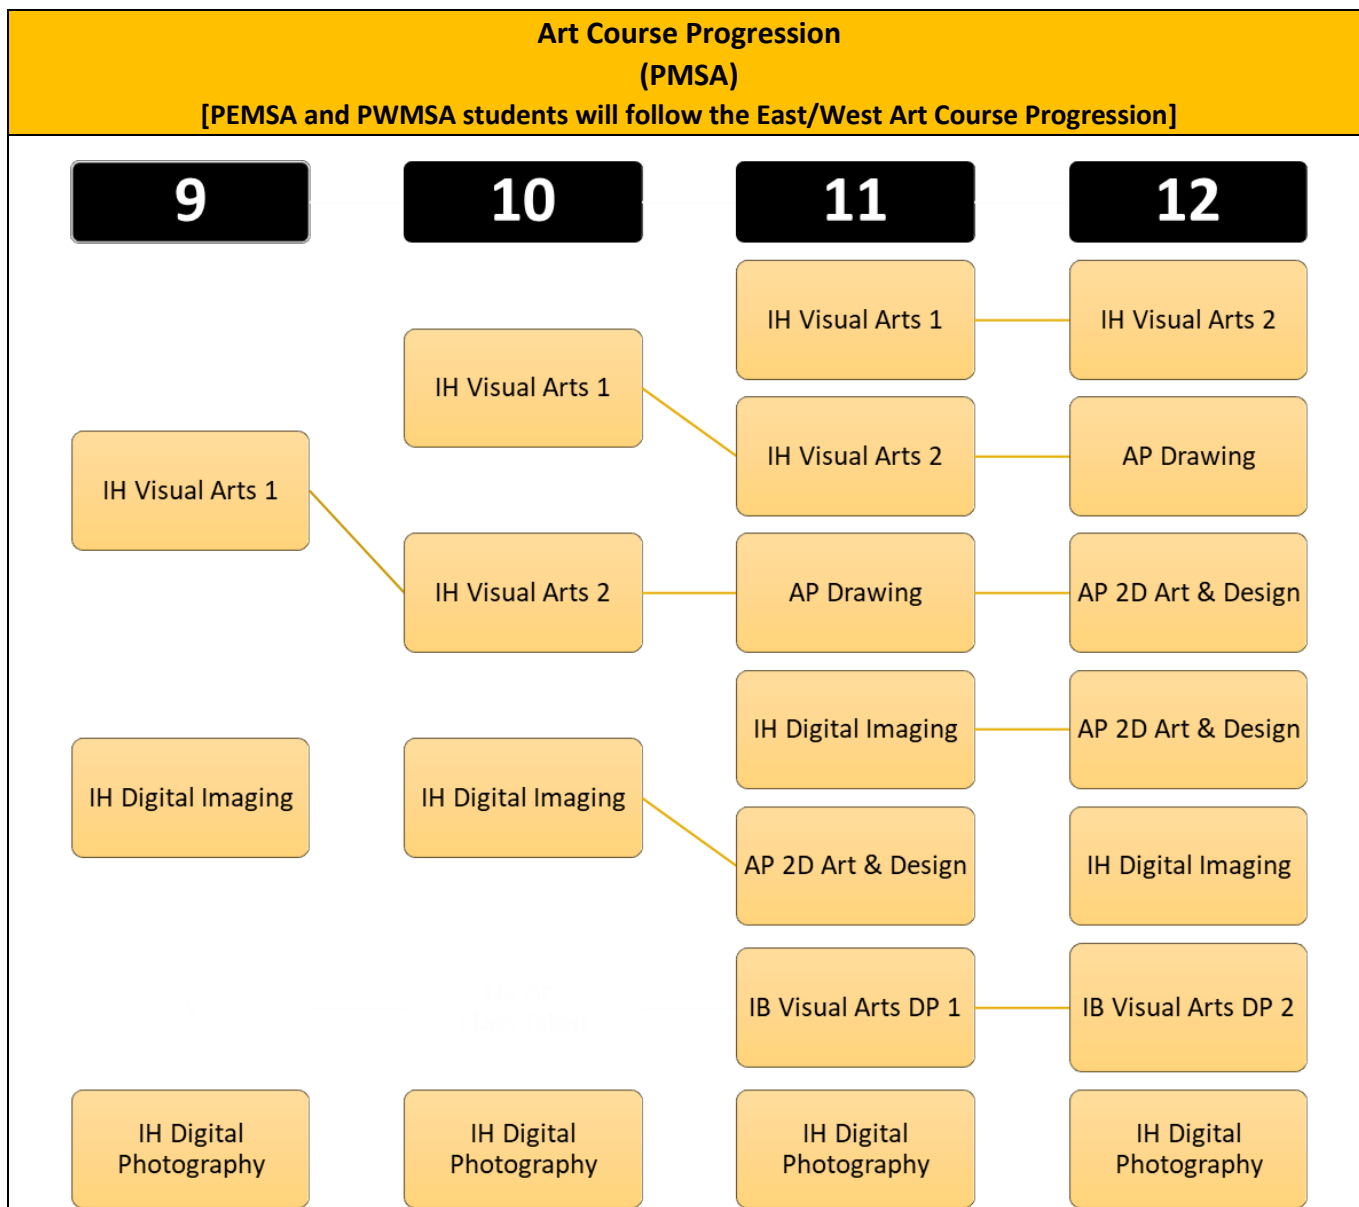 Art Course Progression
(PMSA)
[PEMSA and PWMSA students will follow the East/West Art Course Progression]
9
10
11
12
IH Visual Arts 1
IH Visual Arts 2
IH Visual Arts 1
IH Visual Arts 2
AP Drawing
IH Visual Arts 1
IH Visual Arts 2
AP Drawing
AP 2D Art & Design
IH Digital Imaging
AP 2D Art & Design
IH Digital Imaging
IH Digital Imaging
AP 2D Art & Design
IH Digital Imaging
IB Visual Arts DP 1
IB Visual Arts DP 2
IH Digital
Photography
IH Digital
Photography
IH Digital
Photography
IH Digital
Photography